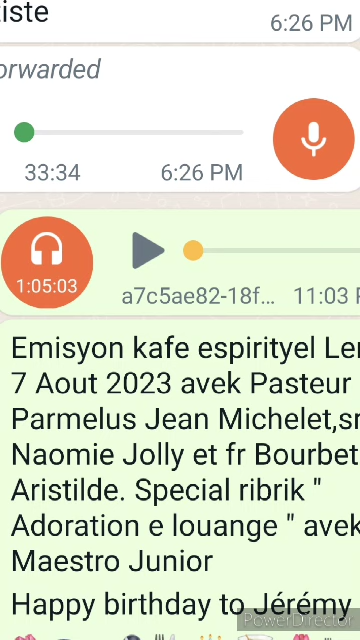 iste
6:26 PM
orwarded
33:34
6:26 PM
1:05:03
a7c5ae82-18f...
11:03
Emisyon kafe espirityel
7 Aout 2023 avek Pasteur
Parmelus Jean Michelet,sr
Naomie Jolly et fr Bourbet
Aristilde. Special ribrik "
Adoration e louange " avek
Maestro Junior
Happy birthday to Jérémy
PowerDirector